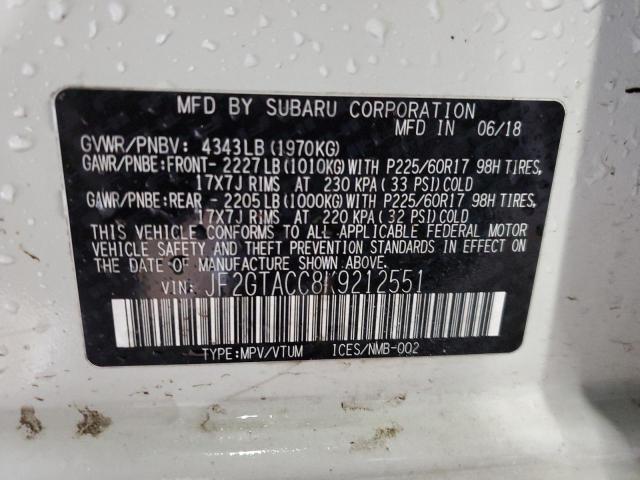 MFD BY SUBARU CORPORATION
MFD IN 06/18
GVWR/PNBV: 4343LB(1970KG)
GAWR/PNBE:FRONT-2227LB(1010KG)WITH P225/60R17 98H TIRES,
17X7J RIMS AT 230 KPA(33 PSI)COLD
GAWR/PNBE:REAR -2205LB(1000KG)WITH P225/60R17 98H TIRES,
17X7J RIMS AT 220 KPA(32 PSI)COLD
THIS VEHICLE CONFORMS TO ALL APPLICABLE FEDERAL MOTOR
VEHICLE SAFETY AND THEFT PREVENTION STANDARDS IN EFFECT ON
THE DATE OF MANUFACTURE SHOWN ABOVE.
VIN: JF2GTACC8K9212551
TYPE:MPV/VTUM ICES/NMB-002